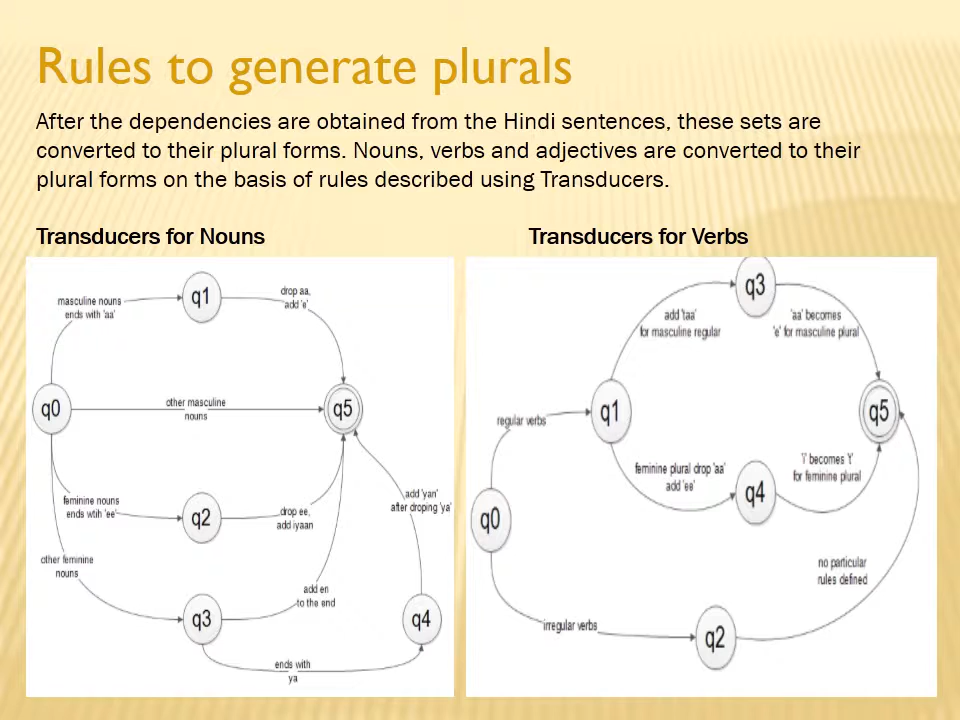 Rules to generate plurals
After the dependencies are obtained from the Hindi sentences, these sets are
converted to their plural forms. Nouns, verbs and adjectives are converted to their
plural forms on the basis of rules described using Transducers.
Transducers for Nouns
masculine nouns
ends with 'aa'
q1
drop aa,
add 'e'
q0
other masculine
nouns
q5
feminine nouns
ends wtih 'ee'
q2
drop ee,
add iyaan
add 'yan'
after droping 'ya'
other feminine
nouns
q3
add en
to the end
q4
ends with
ya
Transducers for Verbs
q3
add 'taa'
for masculine regular
'aa' becomes
'e' for masculine plural
regular verbs
q1
q5
feminine plural drop 'aa'
add 'ee'
q4
'i' becomes 't'
for feminine plural
q0
no particular
rules defined
irregular verbs
q2